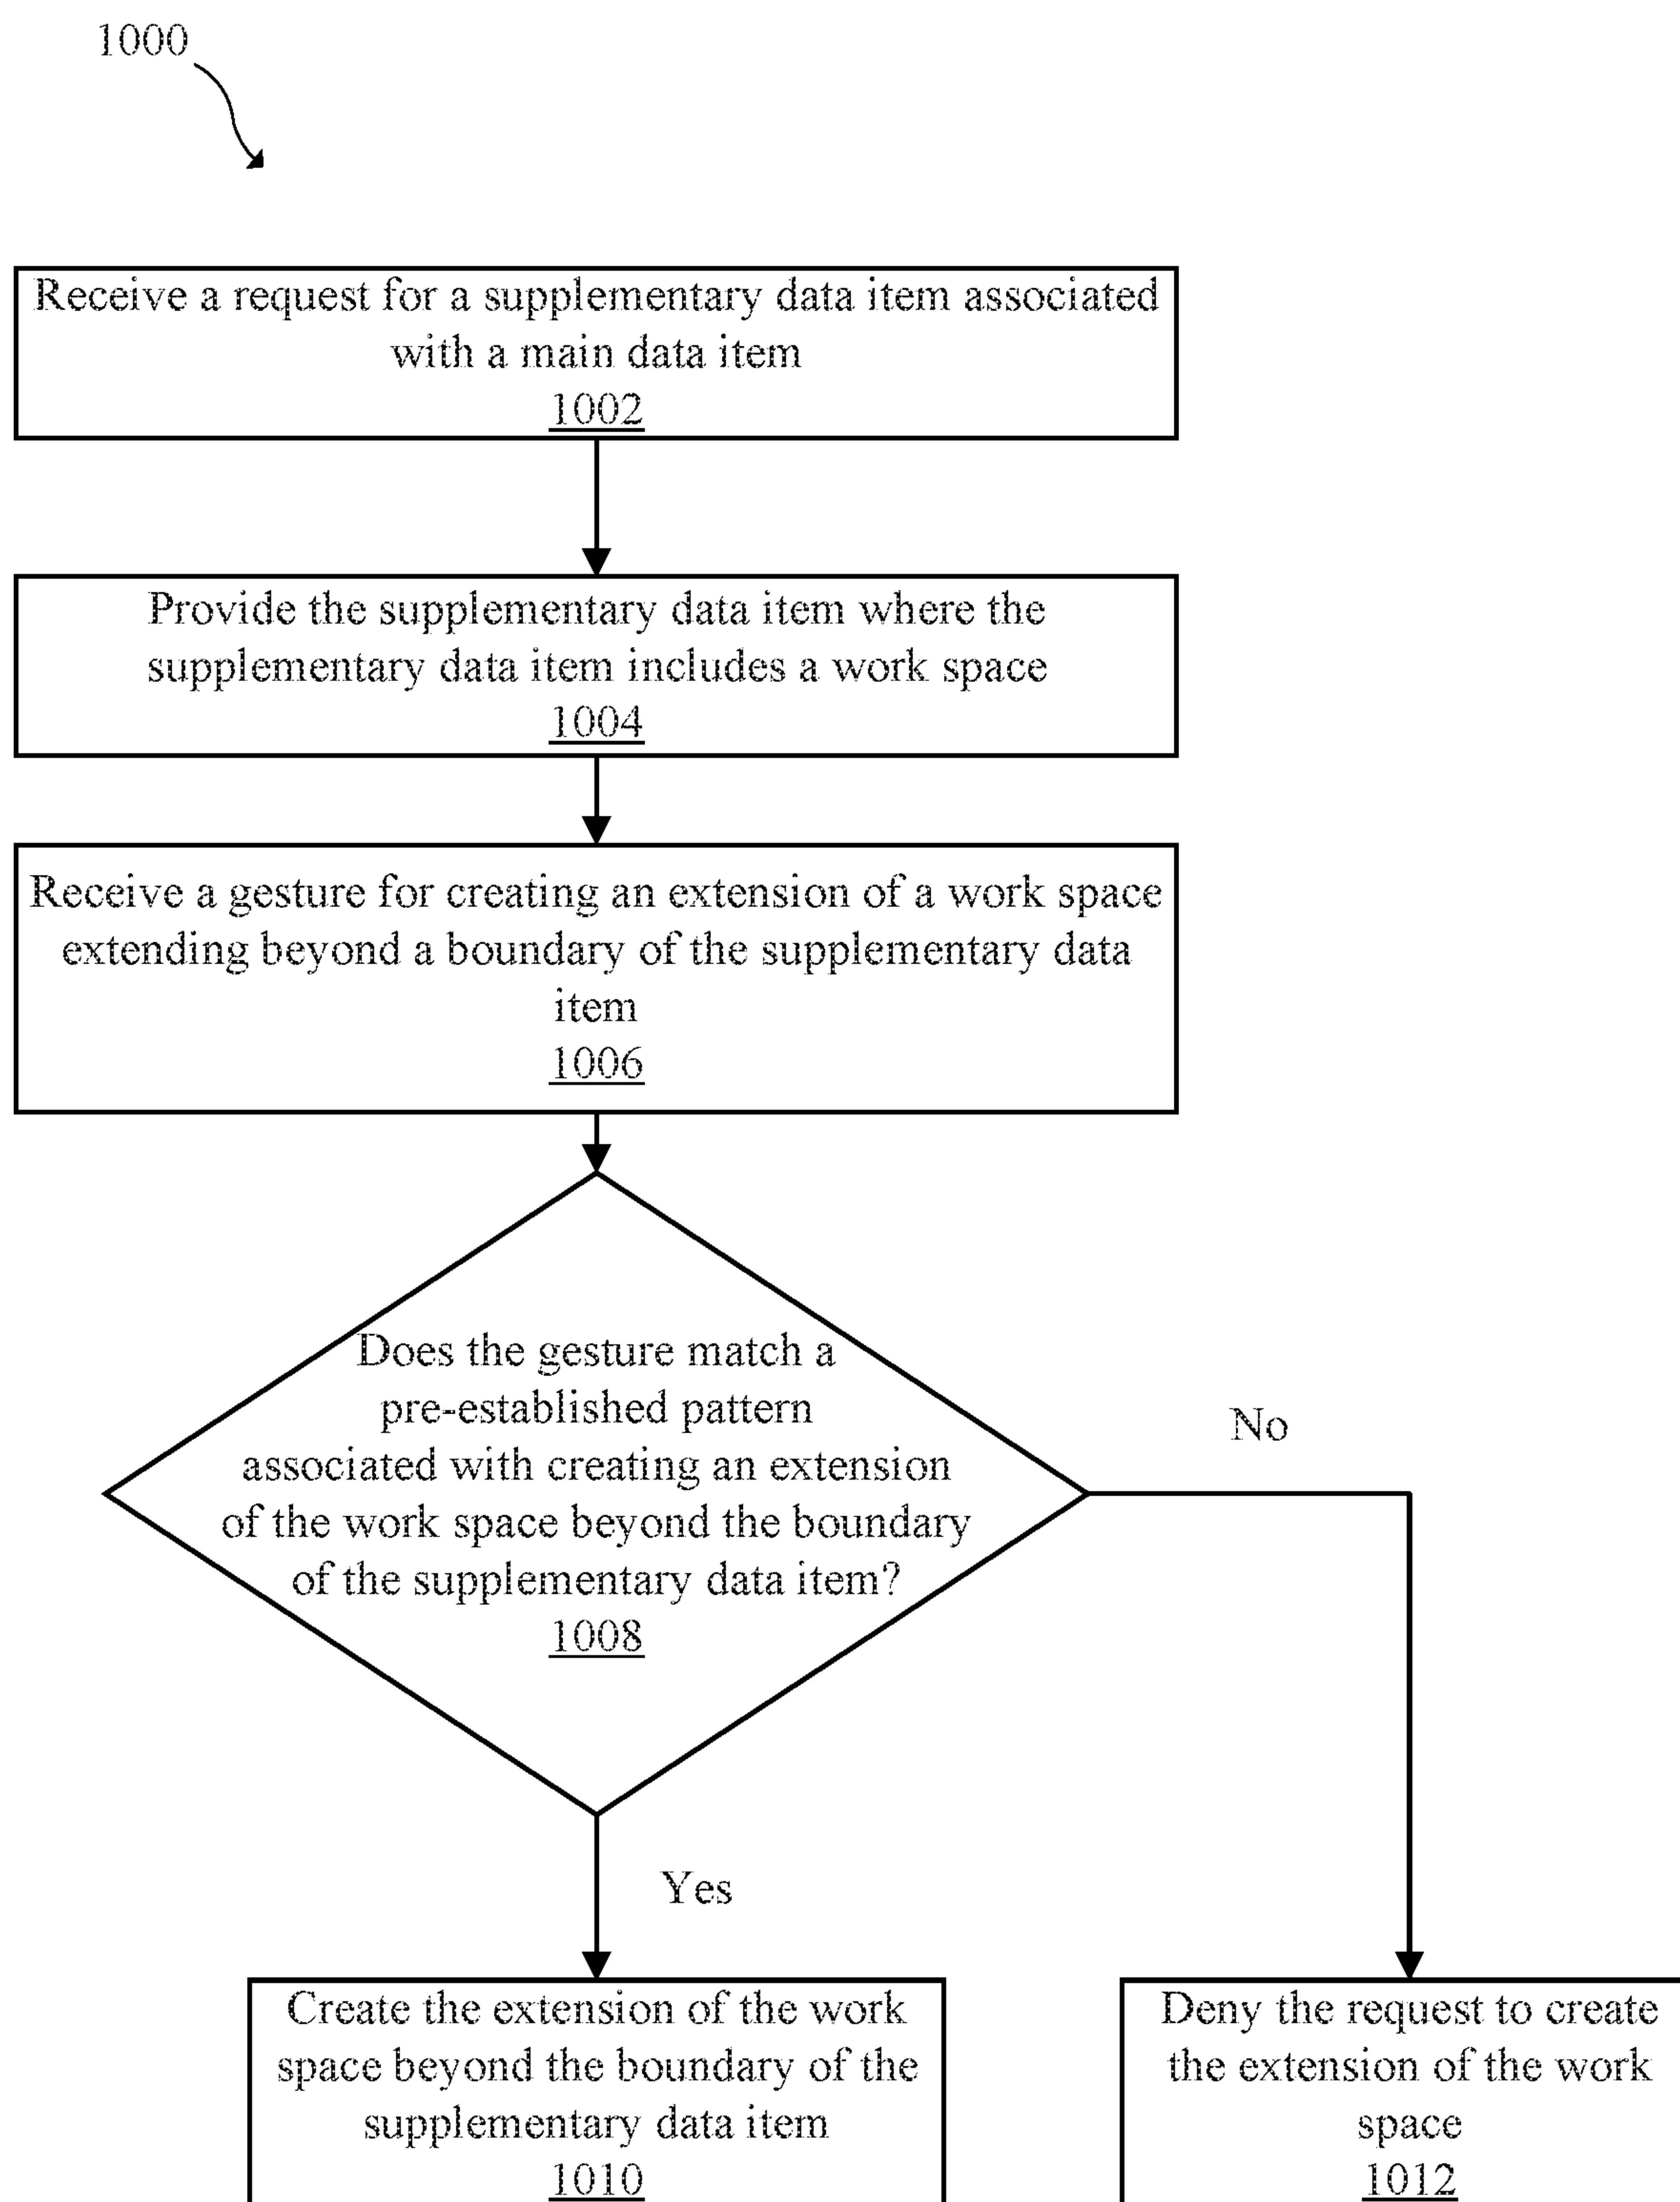 1000
Receive a request for a supplementary data item associated
with a main data item
1002
Provide the supplementary data item where the
supplementary data item includes a work space
1004
Receive a gesture for creating an extension of a work space
extending beyond a boundary of the supplementary data
item
1006
Does the gesture match a
pre-established pattern
associated with creating an extension
of the work space beyond the boundary
of the supplementary data item?
1008
No
Yes
Create the extension of the work
space beyond the boundary of the
supplementary data item
1010
Deny the request to create
the extension of the work
space
1012